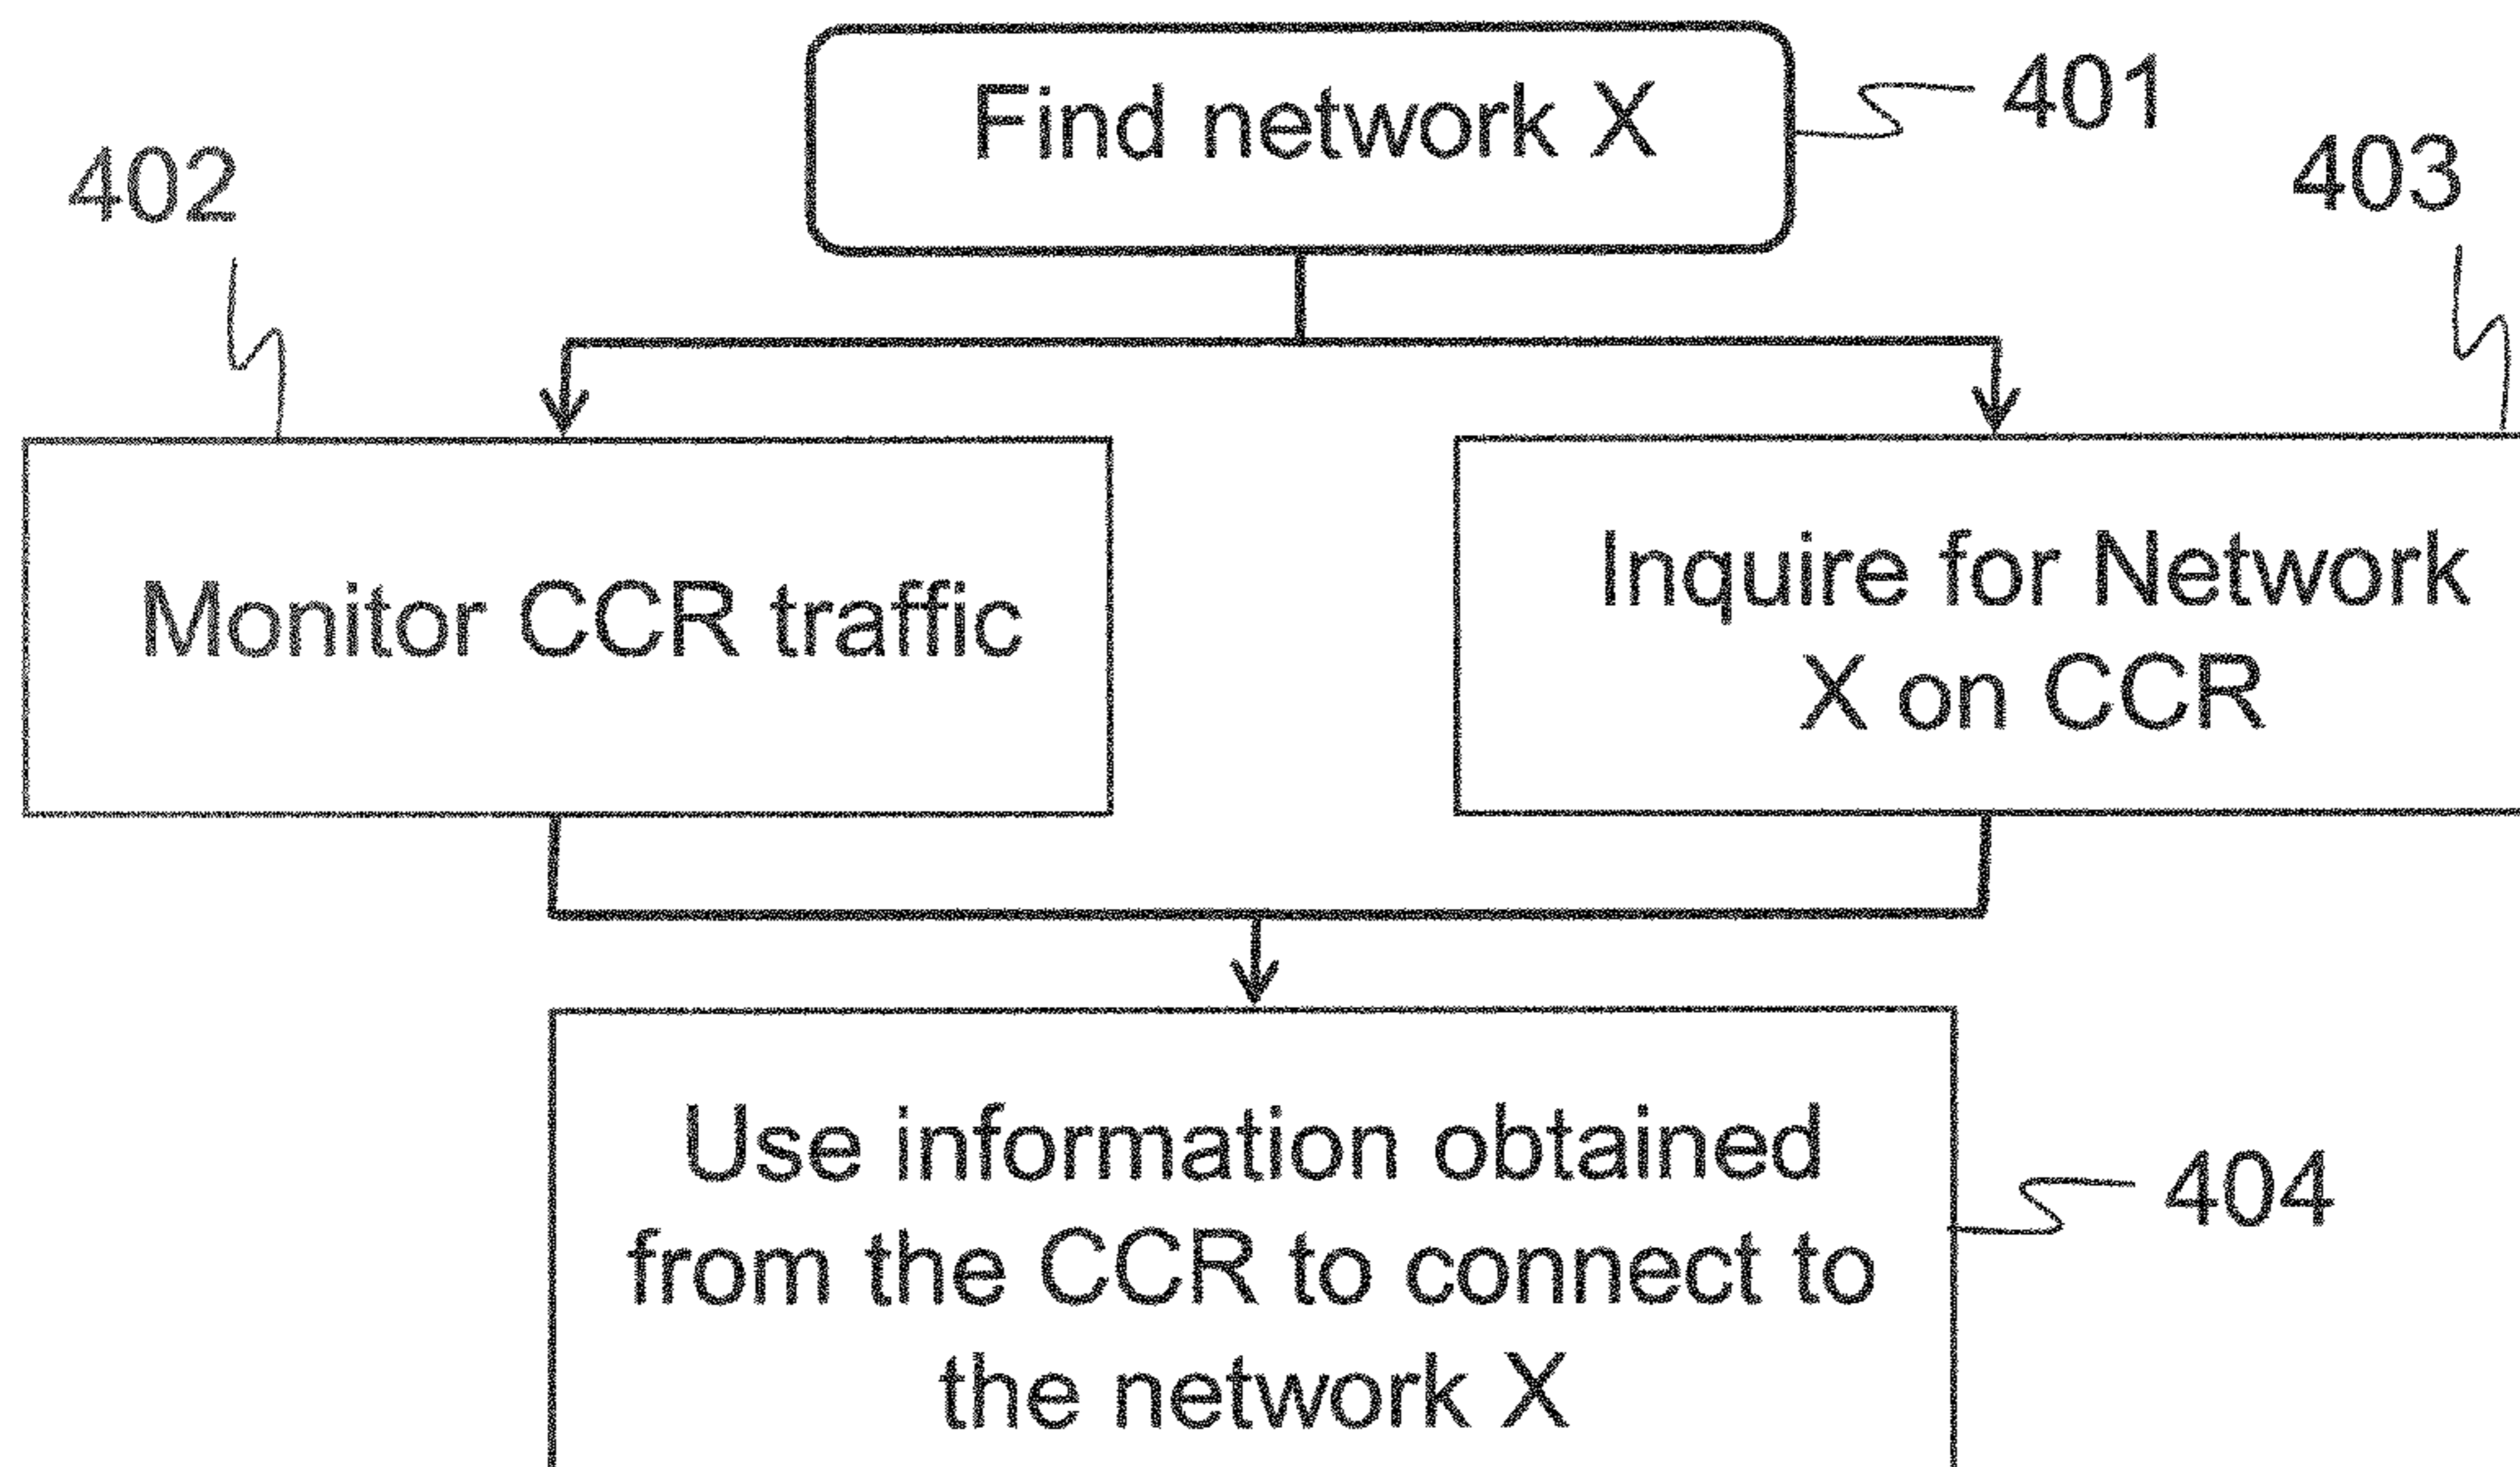 Find network X
401
402
403
Monitor CCR traffic
Inquire for Network
X on CCR
Use information obtained
from the CCR to connect to
the network X
404